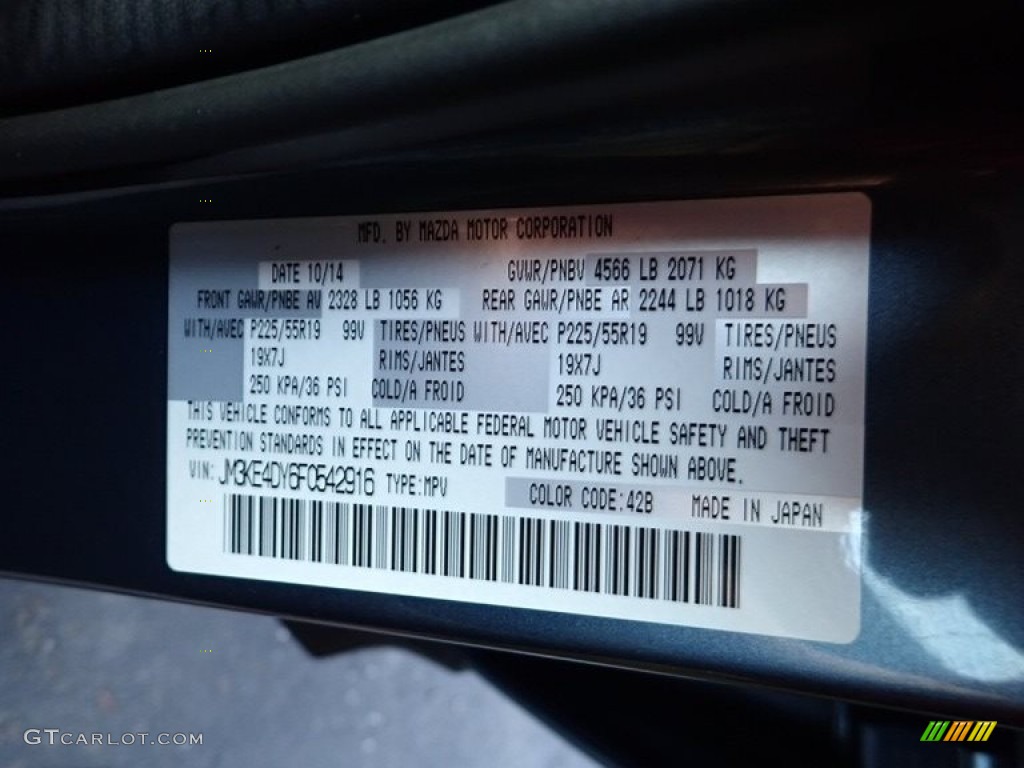 MFD. BY MAZDA MOTOR CORPORATION
DATE 10/14 GVWR/PNBV 4566 LB 2071 KG
FRONT GAWR/PNBE AV 2328 LB 1056 KG REAR GAWR/PNBE AR 2244 LB 1018 KG
WITH/AVEC P225/55R19 99V TIRES/PNEUS WITH/AVEC P225/55R19 99V TIRES/PNEUS
19X7J RIMS/JANTES 19X7J RIMS/JANTES
250 KPA/36 PSI COLD/A FROID 250 KPA/36 PSI COLD/A FROID
THIS VEHICLE CONFORMS TO ALL APPLICABLE FEDERAL MOTOR VEHICLE SAFETY AND THEFT
PREVENTION STANDARDS IN EFFECT ON THE DATE OF MANUFACTURE SHOWN ABOVE.
VIN: JM3KE4DY6F0542916 TYPE:MPV COLOR CODE:42B MADE IN JAPAN
GTCARLOT.COM